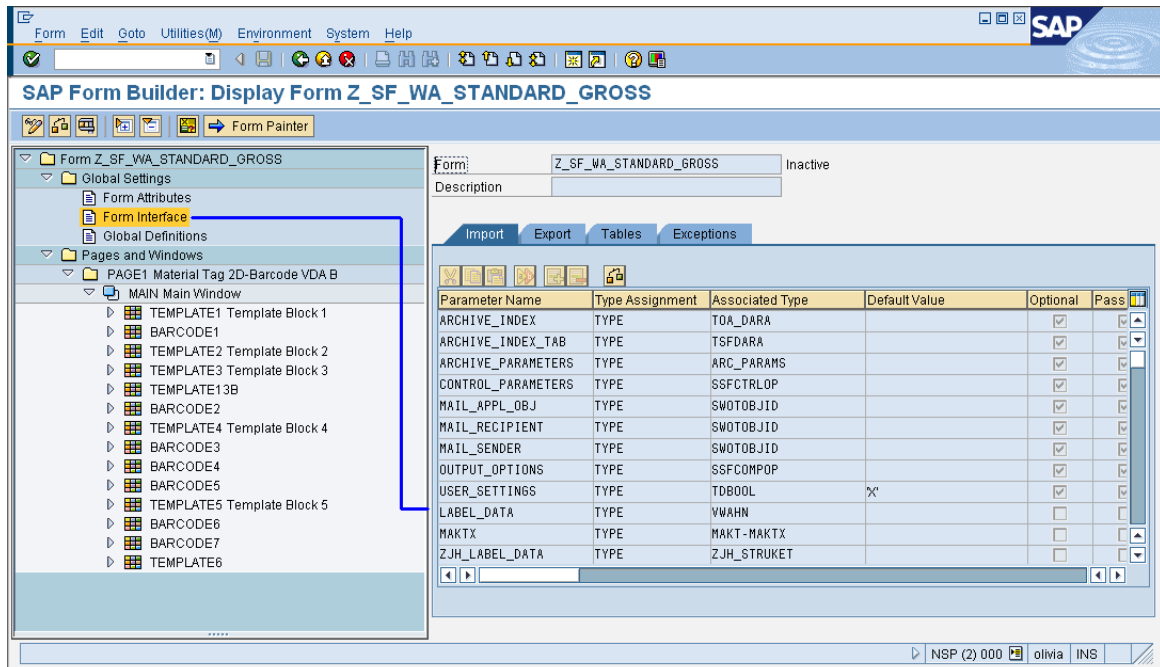 Form Edit Goto Utilities(M) Environment System Help
SAP
SAP Form Builder: Display Form Z_SF_WA_STANDARD_GROSS
Form Painter
Form Z_SF_WA_STANDARD_GROSS
Global Settings
Form Attributes
Form Interface
Global Definitions
Pages and Windows
PAGE1 Material Tag 2D-Barcode VDA B
MAIN Main Window
TEMPLATE1 Template Block 1
BARCODE1
TEMPLATE2 Template Block 2
TEMPLATE3 Template Block 3
TEMPLATE13B
BARCODE2
TEMPLATE4 Template Block 4
BARCODE3
BARCODE4
BARCODE5
TEMPLATE5 Template Block 5
BARCODE6
BARCODE7
TEMPLATE6
Form Z_SF_WA_STANDARD_GROSS Inactive
Description
Import Export Tables Exceptions
Parameter Name Type Assignment Associated Type Default Value Optional Pass
ARCHIVE_INDEX TYPE TOA_DARA
ARCHIVE_INDEX_TAB TYPE TSFDARA
ARCHIVE_PARAMETERS TYPE ARC_PARAMS
CONTROL_PARAMETERS TYPE SSFCTRLOP
MAIL_APPL_OBJ TYPE SWOTOBJID
MAIL_RECIPIENT TYPE SWOTOBJID
MAIL_SENDER TYPE SWOTOBJID
OUTPUT_OPTIONS TYPE SSFCOMPOP
USER_SETTINGS TYPE TDBOOL 'X'
LABEL_DATA TYPE VWAHN
MAKTX TYPE MAKT-MAKTX
ZJH_LABEL_DATA TYPE ZJH_STRUKET
NSP (2) 000 olivia INS